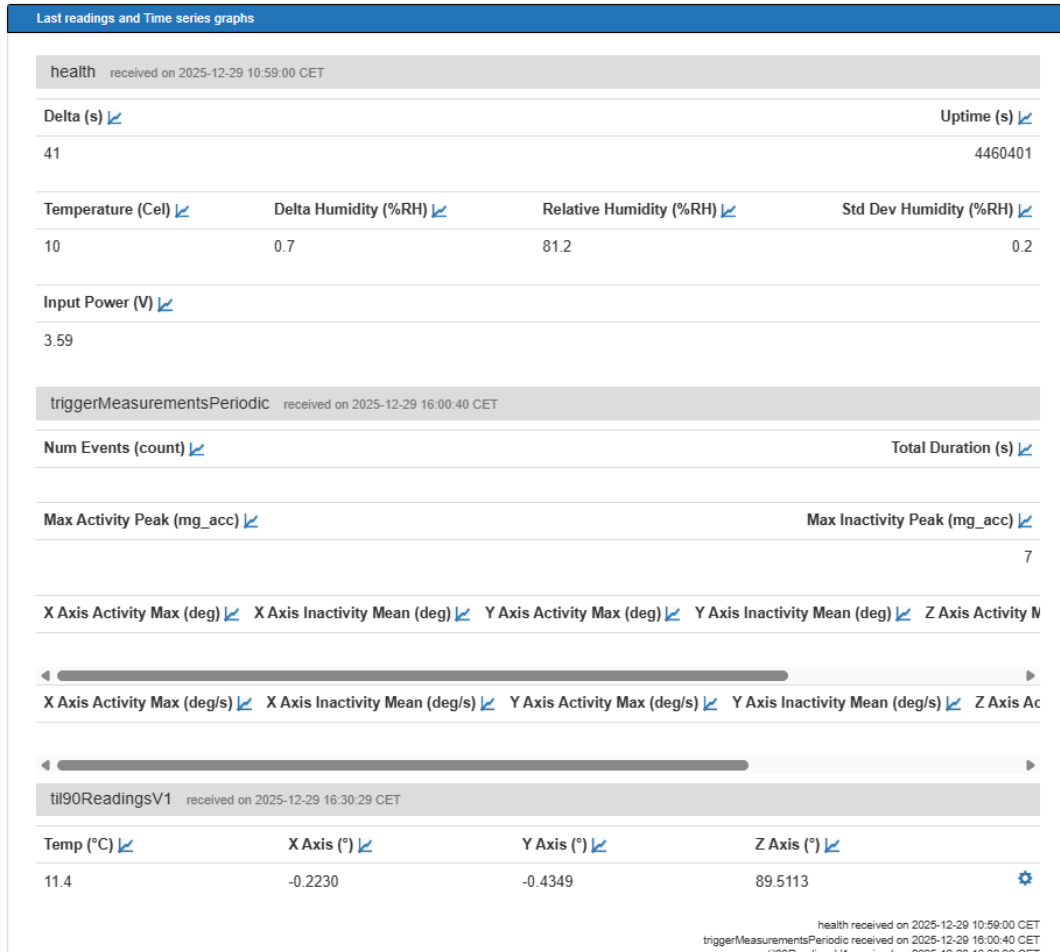 Last readings and Time series graphs
health received on 2025-12-29 10:59:00 CET
Delta (s) Uptime (s)
41 4460401
Temperature (Cel) Delta Humidity (%RH) Relative Humidity (%RH) Std Dev Humidity (%RH)
10 0.7 81.2 0.2
Input Power (V)
3.59
triggerMeasurementsPeriodic received on 2025-12-29 16:00:40 CET
Num Events (count) Total Duration (s)
Max Activity Peak (mg_acc) Max Inactivity Peak (mg_acc)
7
X Axis Activity Max (deg) X Axis Inactivity Mean (deg) Y Axis Activity Max (deg) Y Axis Inactivity Mean (deg) Z Axis Activity
X Axis Activity Max (deg/s) X Axis Inactivity Mean (deg/s) Y Axis Activity Max (deg/s) Y Axis Inactivity Mean (deg/s) Z Axis
til90ReadingsV1 received on 2025-12-29 16:30:29 CET
Temp (°C) X Axis (°) Y Axis (°) Z Axis (°)
11.4 -0.2230 -0.4349 89.5113
health received on 2025-12-29 10:59:00 CET
triggerMeasurementsPeriodic received on 2025-12-29 16:00:40 CET